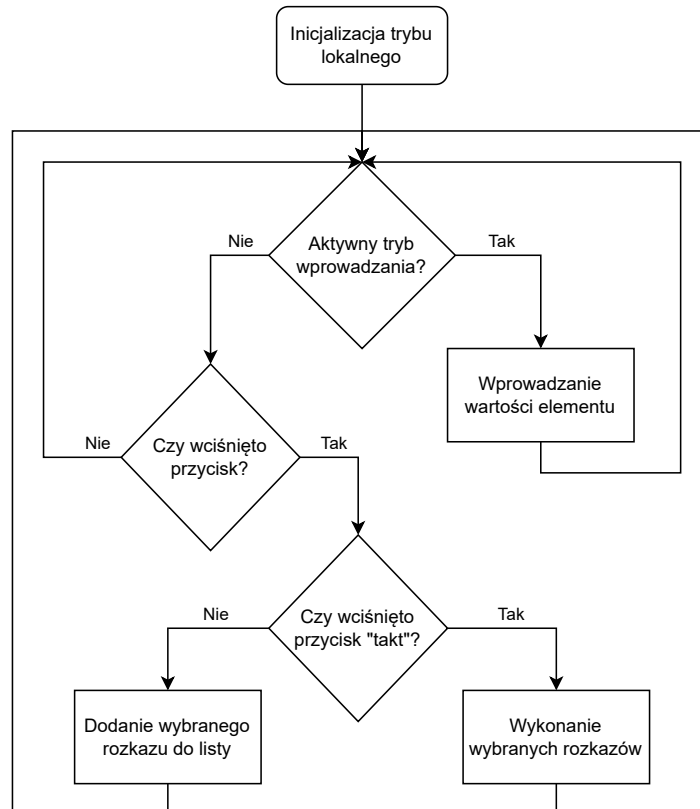 Inicjalizacja trybu
lokalnego
Aktywny tryb
wprowadzania?
Nie
Tak
Wprowadzanie
wartości elementu
Czy wciśnięto
przycisk?
Nie
Tak
Czy wciśnięto
przycisk "takt"?
Nie
Tak
Dodanie wybranego
rozkazu do listy
Wykonanie
wybranych rozkazów